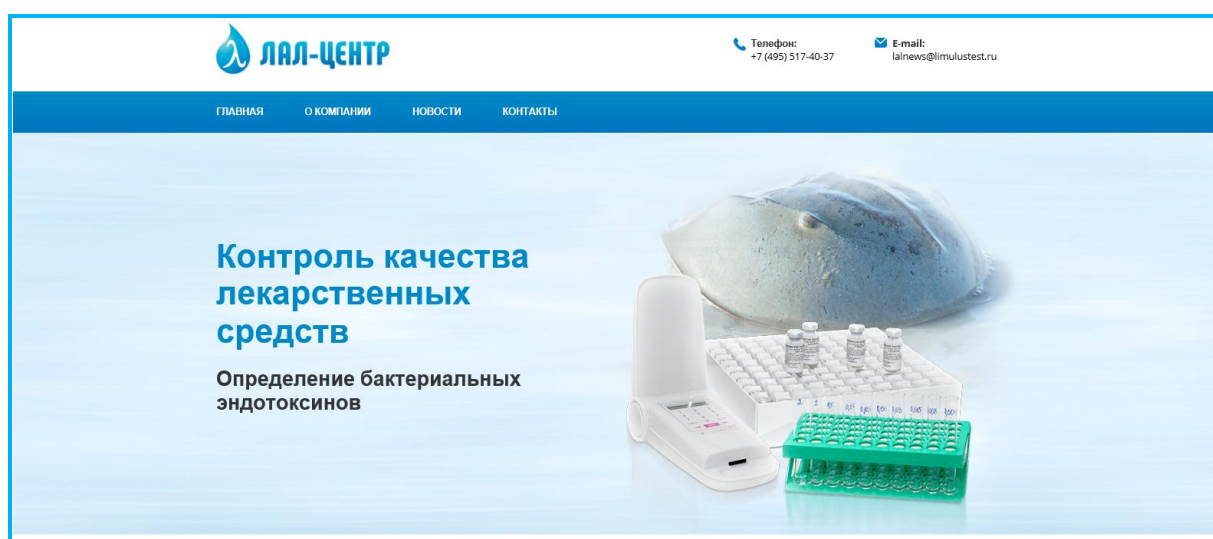 ЛАЛ-ЦЕНТР
Телефон:
+7 (495) 517-40-37
E-mail:
lalnews@limulustest.ru
ГЛАВНАЯ О КОМПАНИИ НОВОСТИ КОНТАКТЫ
Контроль качества
лекарственных
средств
Определение бактериальных
эндотоксинов